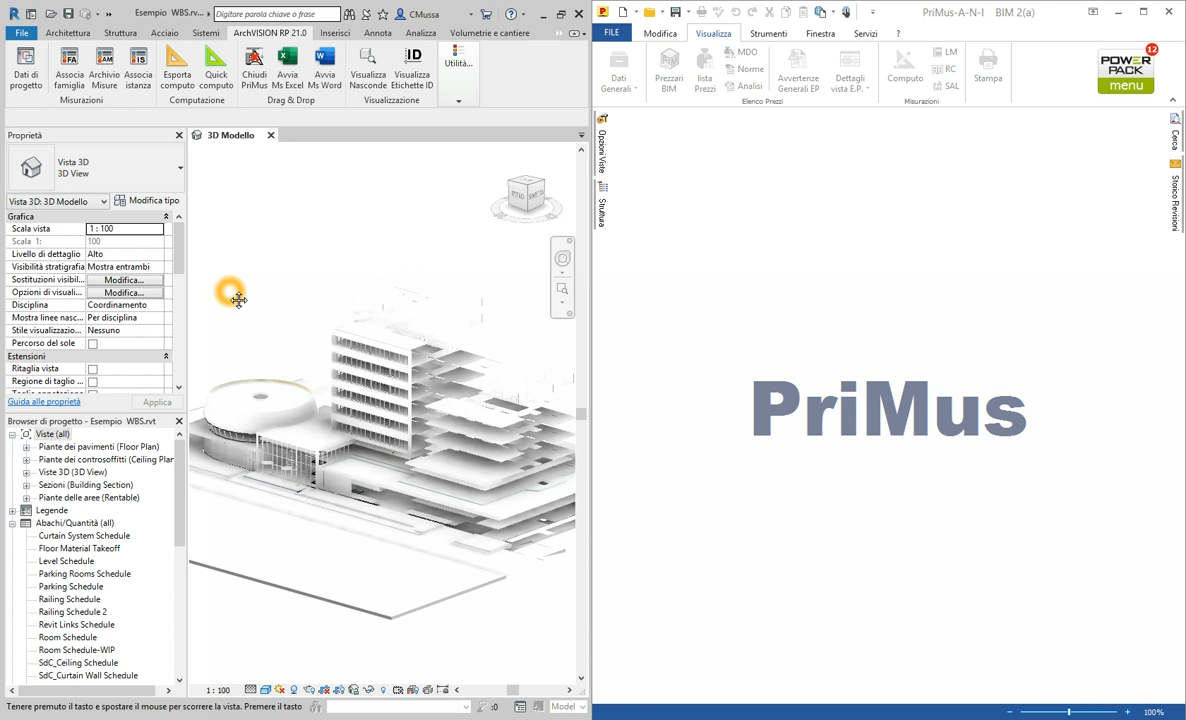 Esempio WBS.rv...
Digitare parola chiave o frase
CMussa
File
Architettura
Struttura
Acciaio
Sistemi
ArchVISION RP 21.0
Inserisci
Annota
Analizza
Volumetrie e cantiere
Dati di progetto
Associa famiglia
Archivio Misure
Associa istanza
Esporta computo
Quick computo
Chiudi PriMus
Avvia Ms Excel
Avvia Ms Word
Visualizza Nasconde
Visualizza Etichette ID
Utilità...
Misurazioni
Computazione
Drag & Drop
Visualizzazione
Proprietà
3D Modello
Vista 3D
3D View
Vista 3D: 3D Modello
Modifica tipo
Grafica
Scala vista 1 : 100
Scala 1: 100
Livello di dettaglio Alto
Visibilità stratigrafia Mostra entrambi
Sostituzioni visibil... Modifica...
Opzioni di visuali... Modifica...
Disciplina Coordinamento
Mostra linee nasc... Per disciplina
Stile visualizzazio... Nessuno
Percorso del sole
Estensioni
Ritaglia vista
Regione di taglio ...
Guida alle proprietà
Applica
Browser di progetto - Esempio WBS.rvt
Viste (all)
Piante dei pavimenti (Floor Plan)
Piante dei controsoffitti (Ceiling Plan
Viste 3D (3D View)
Sezioni (Building Section)
Piante delle aree (Rentable)
Legende
Abachi/Quantità (all)
Curtain System Schedule
Floor Material Takeoff
Level Schedule
Parking Rooms Schedule
Parking Schedule
Railing Schedule
Railing Schedule 2
Revit Links Schedule
Room Schedule
Room Schedule-WIP
SdC_Ceiling Schedule
SdC_Curtain Wall Schedule
1 : 100
Tenere premuto il tasto e spostare il mouse per scorrere la vista. Premere il tasto
:0
Model
PriMus-A-N-I BIM 2(a)
FILE
Modifica
Visualizza
Strumenti
Finestra
Servizi
?
Dati Generali
Prezzari BIM
lista Prezzi
MDO
Norme
Analisi
Avvertenze Generali EP
Dettagli vista E.P.
Computo
LM
RC
SAL
Stampa
Elenco Prezzi
Misurazioni
POWER PACK
menu
12
Opzioni Viste
Struttura
Cerca
Storico Revisioni
PriMus
100%